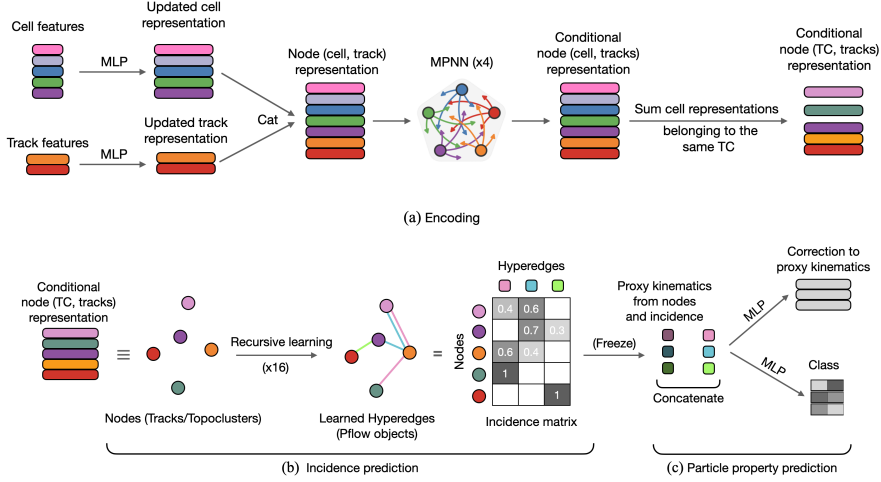 Cell features
MLP
Updated cell
representation
Track features
MLP
Updated track
representation
Cat
Node (cell, track)
representation
MPNN (x4)
Conditional
node (cell, tracks)
representation
Sum cell representations
belonging to the
same TC
Conditional
node (TC, tracks)
representation
(a) Encoding
Conditional
node (TC, tracks)
representation
≡
Nodes (Tracks/Topoclusters)
Recursive learning
(x16)
Learned Hyperedges
(Pflow objects)
=
Hyperedges
Nodes
0.4 0.6
0.7 0.3
0.6 0.4
1
1
Incidence matrix
(b) Incidence prediction
(Freeze)
Proxy kinematics
from nodes
and incidence
Concatenate
MLP
Correction to
proxy kinematics
MLP
Class
(c) Particle property prediction